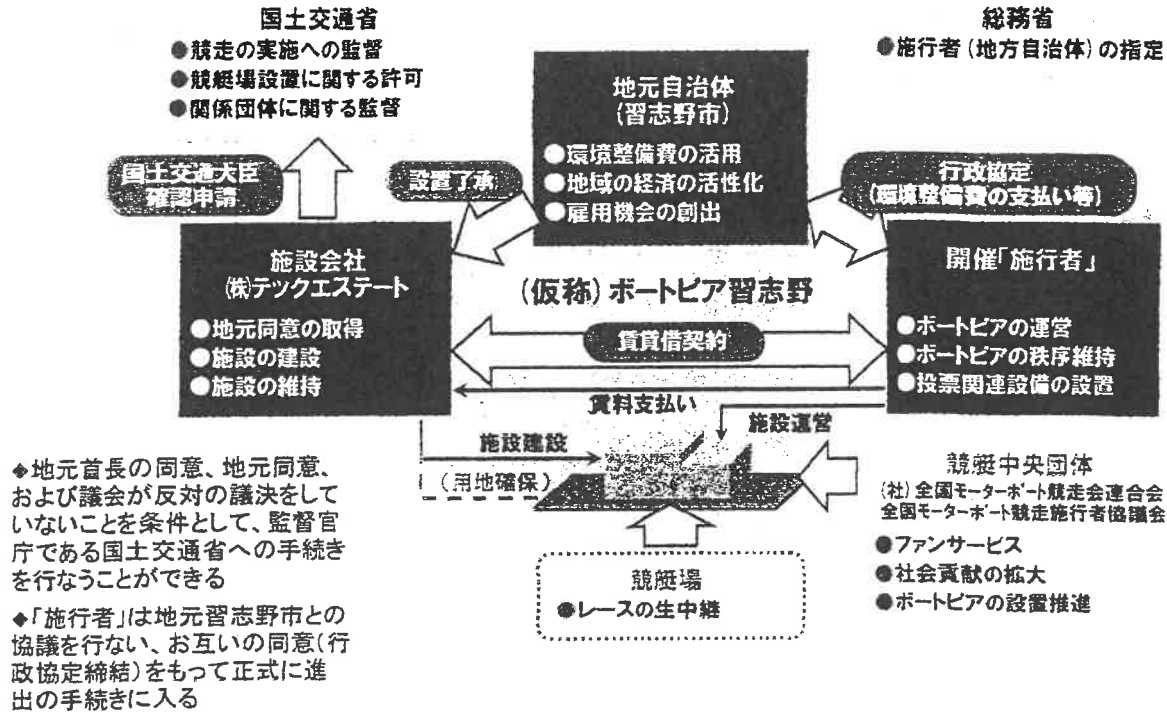 国土交通省
●競走の実施への監督
●競艇場設置に関する許可
●関係団体に関する監督
総務省
●施行者(地方自治体)の指定
地元自治体
(習志野市)
●環境整備費の活用
●地域の経済の活性化
●雇用機会の創出
国土交通大臣
確認申請
設置了承
行政協定
(環境整備費の支払い等)
施設会社
(株)テックエステート
●地元同意の取得
●施設の建設
●施設の維持
(仮称)ボートピア習志野
開催「施行者」
●ボートピアの運営
●ボートピアの秩序維持
●投票関連設備の設置
賃貸借契約
賃料支払い
施設運営
施設建設
(用地確保)
◆地元首長の同意、地元同意、
および議会が反対の議決をして
いないことを条件として、監督官
庁である国土交通省への手続き
を行なうことができる
◆「施行者」は地元習志野市との
協議を行ない、お互いの同意(行
政協定締結)をもって正式に進
出の手続きに入る
競艇場
●レースの生中継
競艇中央団体
(社)全国モーターボート競走会連合会
全国モーターボート競走施行者協議会
●ファンサービス
●社会貢献の拡大
●ボートピアの設置推進